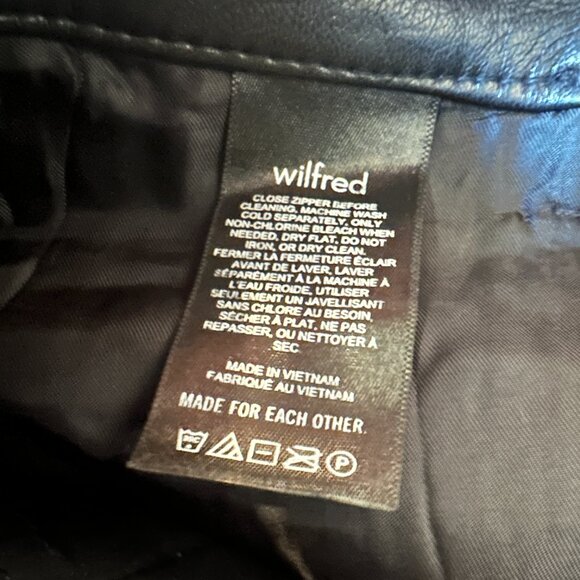 wilfred
CLOSE ZIPPER BEFORE
CLEANING, MACHINE WASH
COLD SEPARATELY, ONLY
NON-CHLORINE BLEACH WHEN
NEEDED, DRY FLAT, DO NOT
IRON, OR DRY CLEAN.
FERMER LA FERMETURE ÉCLAIR
AVANT DE LAVER, LAVER
SÉPARÉMENT À LA MACHINE À
L'EAU FROIDE, UTILISER
SEULEMENT UN JAVELLISANT
SANS CHLORE AU BESOIN,
SÉCHER À PLAT, NE PAS
REPASSER, OU NETTOYER À
SEC
MADE IN VIETNAM
FABRIQUÉ AU VIETNAM
MADE FOR EACH OTHER.
30C P